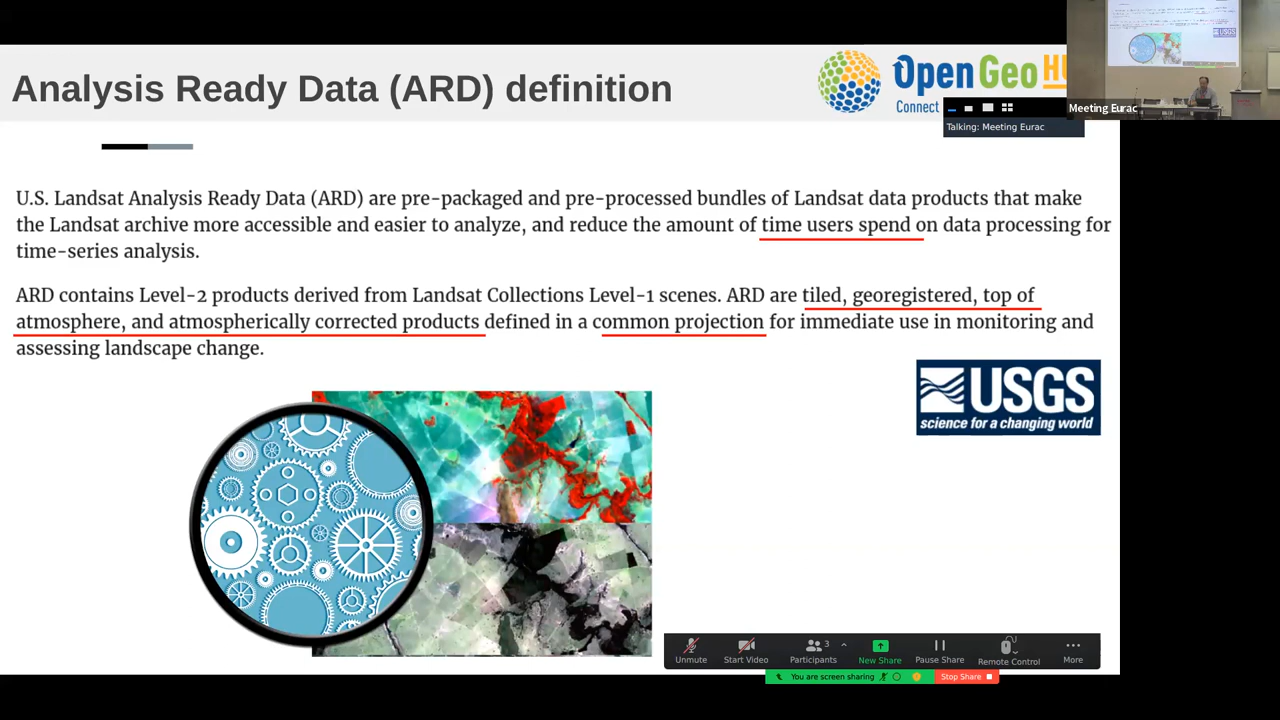 Analysis Ready Data (ARD) definition
Open Geo
Connect
Talking: Meeting Eurac
Meeting Eurac
U.S. Landsat Analysis Ready Data (ARD) are pre-packaged and pre-processed bundles of Landsat data products that make
the Landsat archive more accessible and easier to analyze, and reduce the amount of time users spend on data processing for
time-series analysis.
ARD contains Level-2 products derived from Landsat Collections Level-1 scenes. ARD are tiled, georegistered, top of
atmosphere, and atmospherically corrected products defined in a common projection for immediate use in monitoring and
assessing landscape change.
USGS
science for a changing world
Unmute
Start Video
Participants
3
New Share
Pause Share
Remote Control
More
You are screen sharing
Stop Share